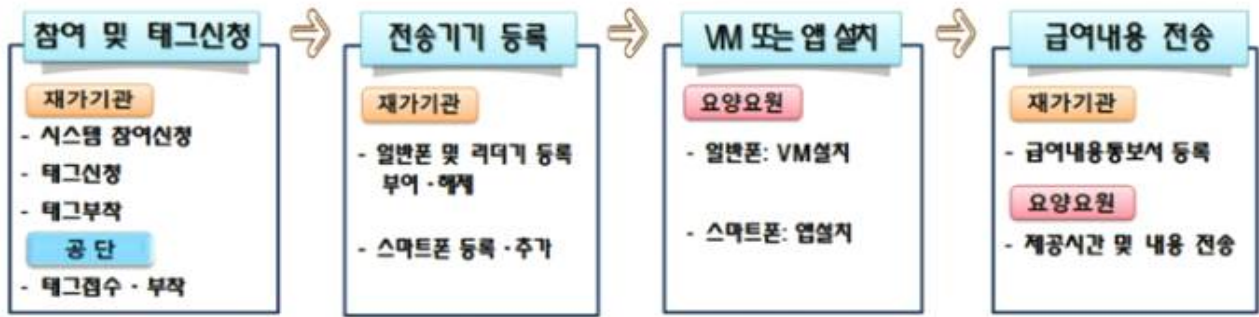 참여 및 태그신청
재가기관
- 시스템 참여신청
- 태그신청
- 태그부착
공단
- 태그접수 · 부착
전송기기 등록
재가기관
- 일반폰 및 리더기 등록
부여 · 해제
- 스마트폰 등록 · 추가
VM 또는 앱 설치
요양요원
- 일반폰: VM설치
- 스마트폰: 앱설치
급여내용 전송
재가기관
- 급여내용통보서 등록
요양요원
- 제공시간 및 내용 전송